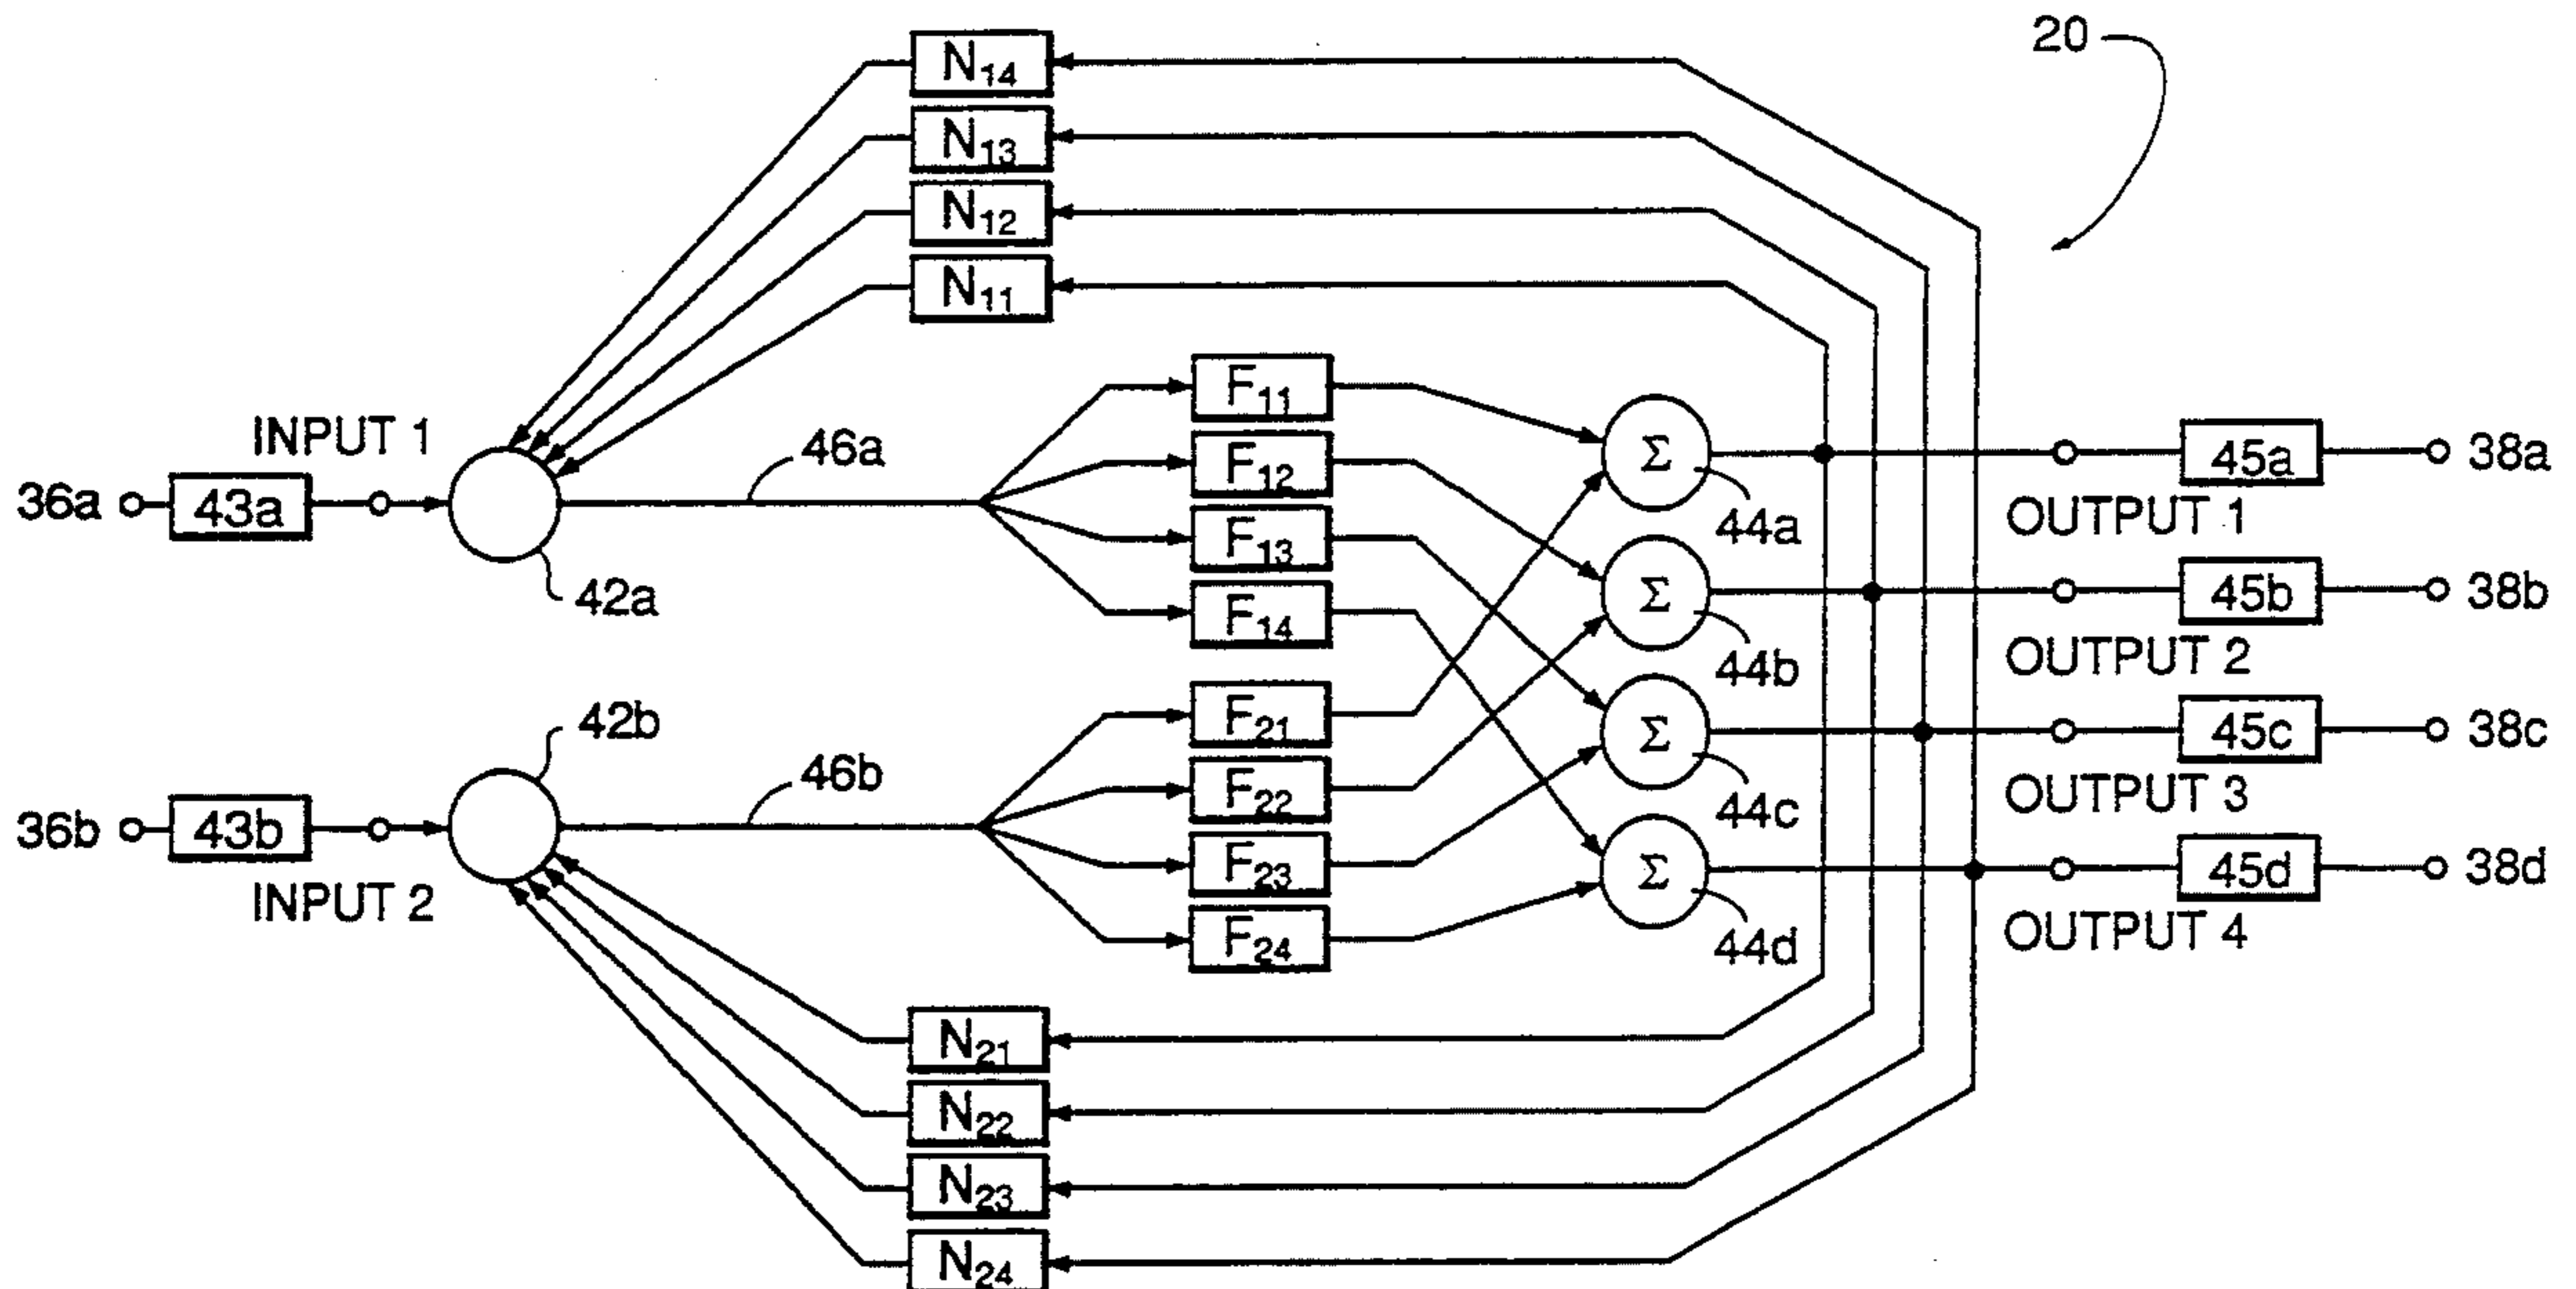 20
N14
N13
N12
N11
F11
F12
F13
F14
INPUT 1
36a
43a
42a
46a
Σ
44a
45a
38a
OUTPUT 1
Σ
44b
45b
38b
OUTPUT 2
F21
F22
F23
F24
42b
46b
36b
43b
INPUT 2
Σ
44c
45c
38c
OUTPUT 3
Σ
44d
45d
38d
OUTPUT 4
N21
N22
N23
N24